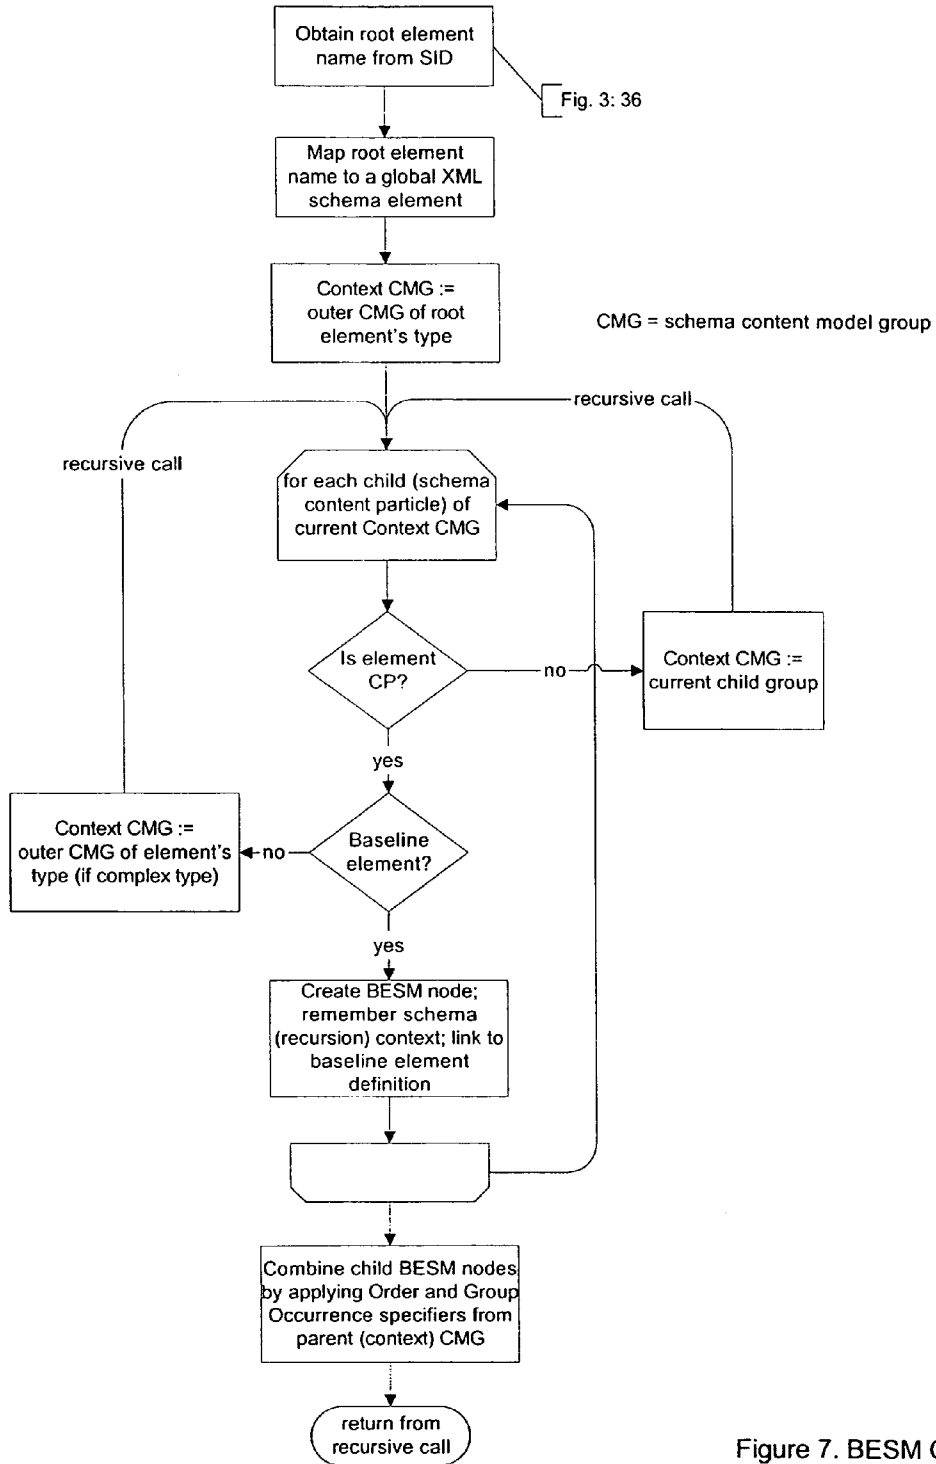 Obtain root element
name from SID
Fig. 3: 36
Map root element
name to a global XML
schema element
Context CMG :=
outer CMG of root
element's type
CMG = schema content model group
recursive call
recursive call
for each child (schema
content particle) of
current Context CMG
Is element
CP?
no
Context CMG :=
current child group
yes
Context CMG :=
outer CMG of element's
type (if complex type)
no
Baseline
element?
yes
Create BESM node;
remember schema
(recursion) context; link to
baseline element
definition
Combine child BESM nodes
by applying Order and Group
Occurrence specifiers from
parent (context) CMG
return from
recursive call
Figure 7. BESM